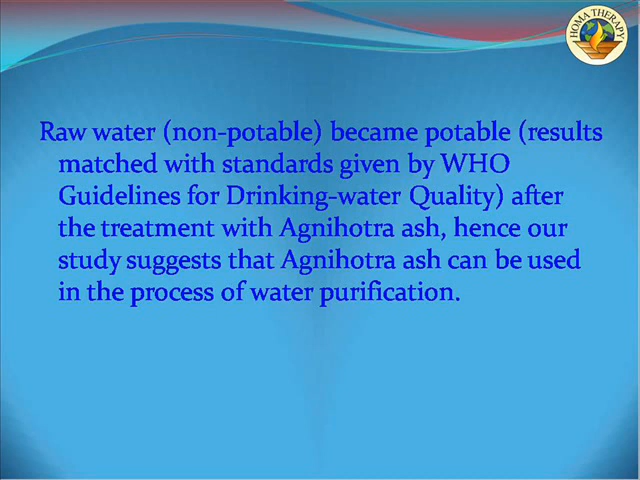 HOMA THERAPY
Raw water (non-potable) became potable (results
matched with standards given by WHO
Guidelines for Drinking-water Quality) after
the treatment with Agnihotra ash, hence our
study suggests that Agnihotra ash can be used
in the process of water purification.